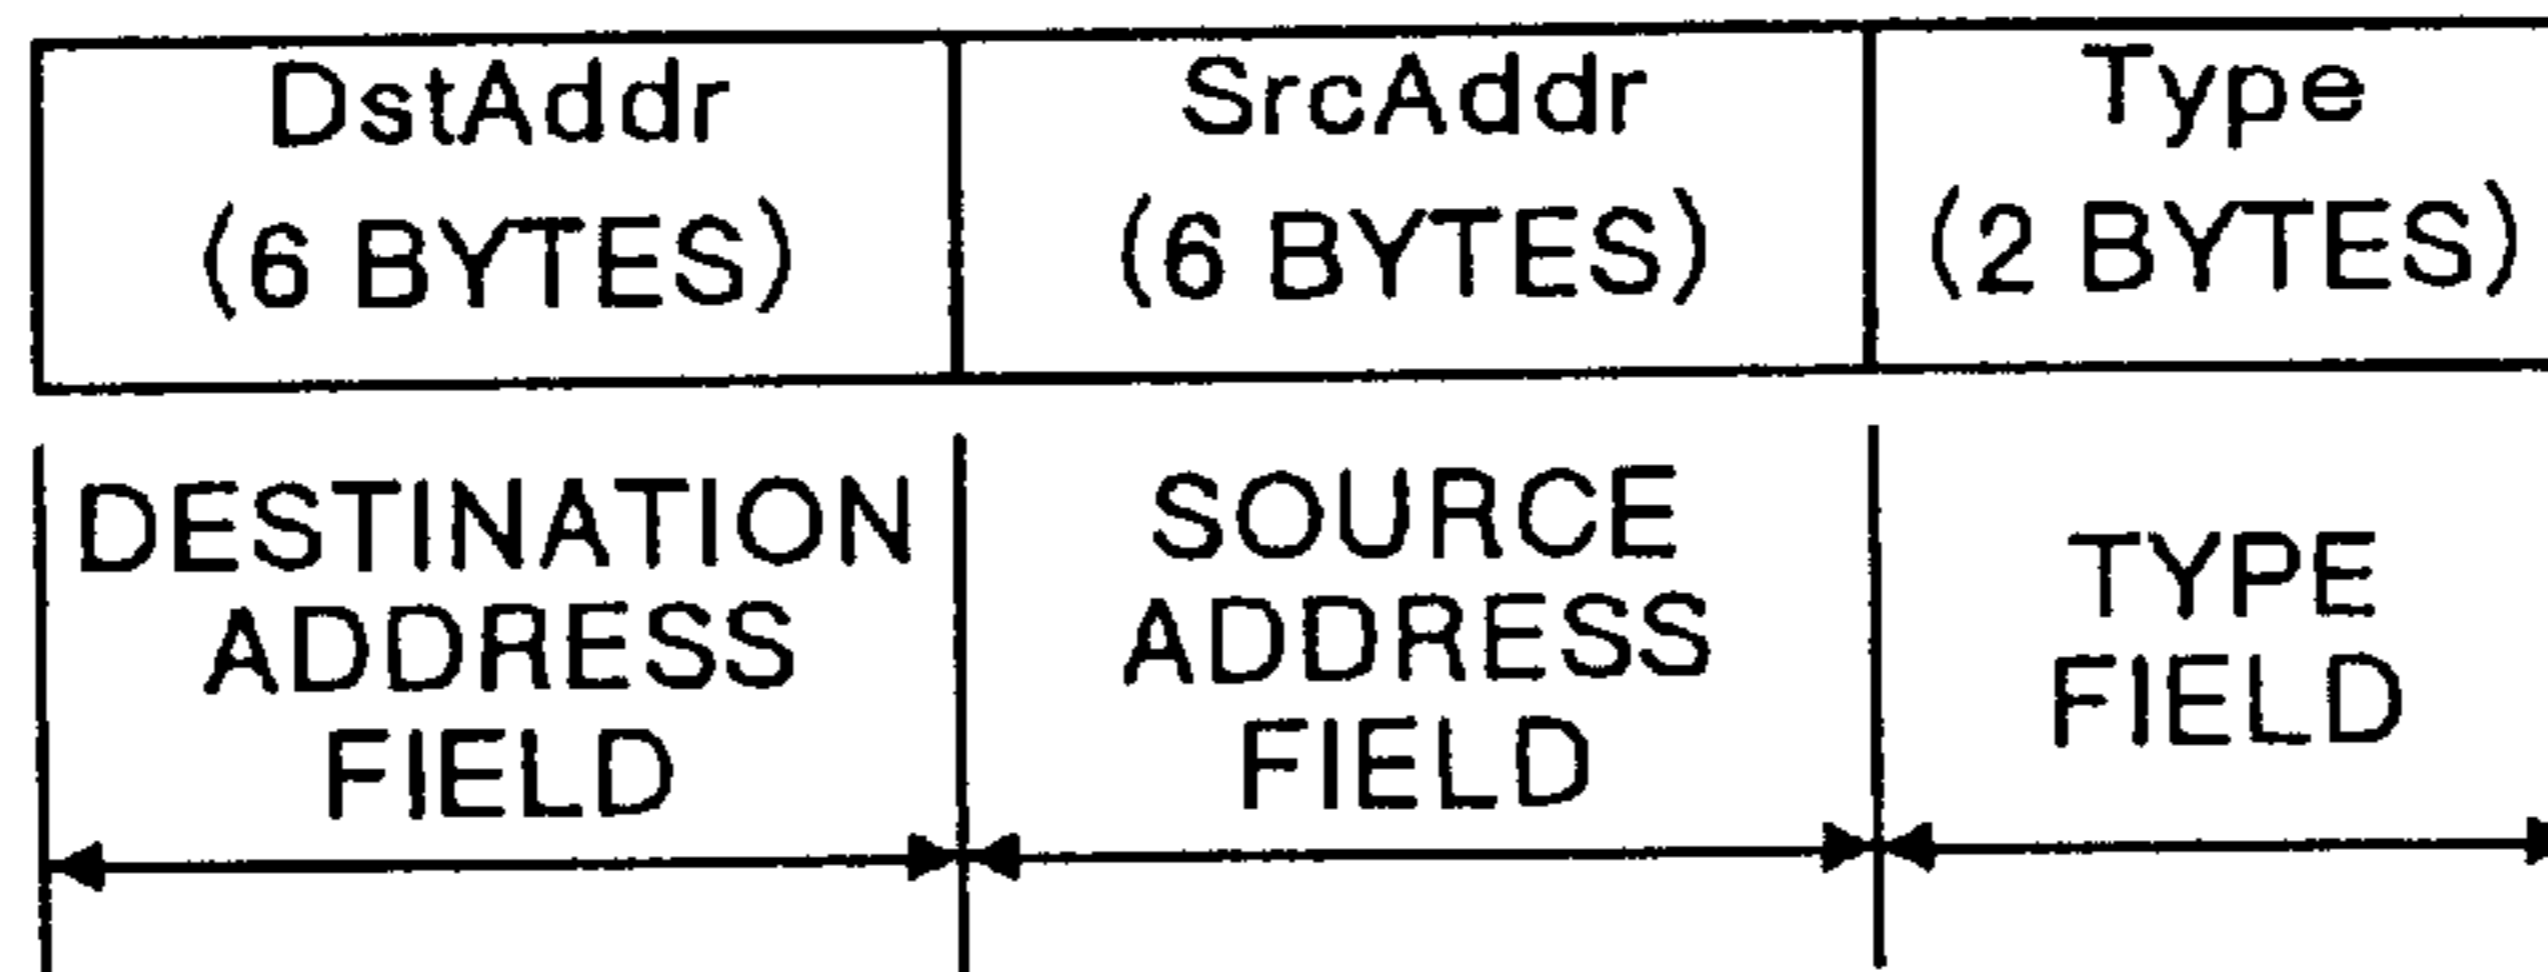 DstAddr
(6 BYTES)
SrcAddr
(6 BYTES)
Type
(2 BYTES)
DESTINATION
ADDRESS
FIELD
SOURCE
ADDRESS
FIELD
TYPE
FIELD